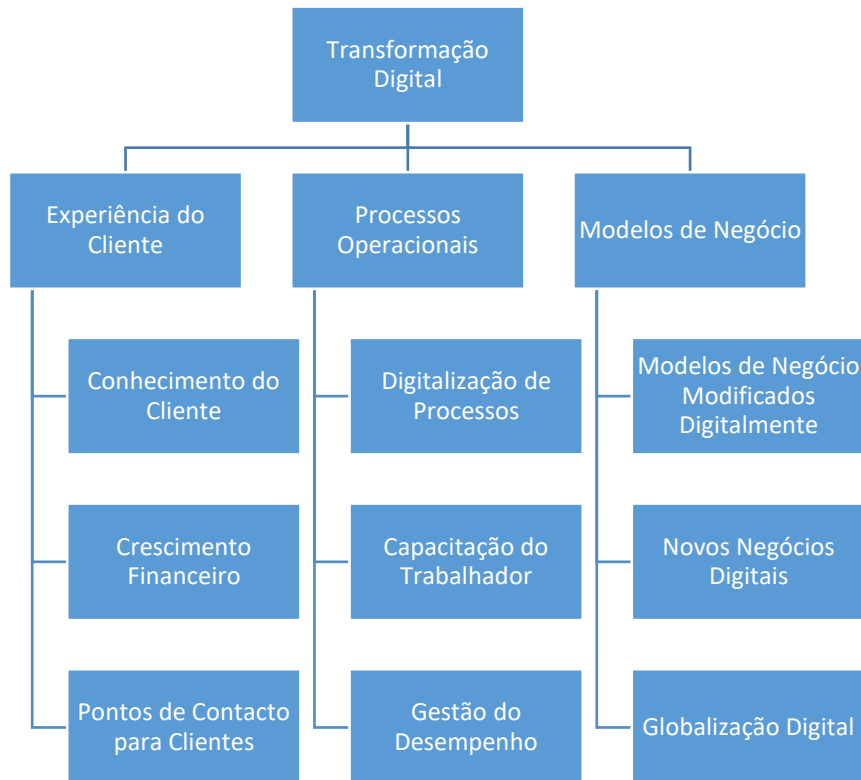 Transformação
Digital
Experiência do
Cliente
Processos
Operacionais
Modelos de Negócio
Conhecimento do
Cliente
Digitalização de
Processos
Modelos de Negócio
Modificados
Digitalmente
Crescimento
Financeiro
Capacitação do
Trabalhador
Novos Negócios
Digitais
Pontos de Contacto
para Clientes
Gestão do
Desempenho
Globalização Digital